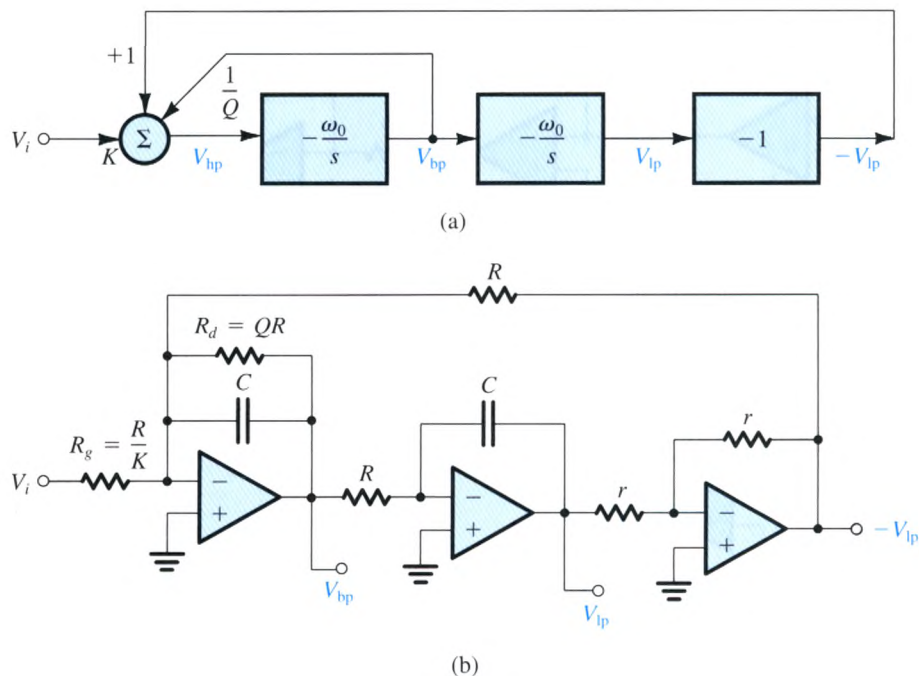 +1
1/Q
V_i
K
Σ
V_hp
−ω_0/s
V_bp
−ω_0/s
V_lp
−1
−V_lp
(a)
R
R_d = QR
C
R_g = R/K
V_i
−
+
V_bp
R
C
−
+
V_lp
r
r
−
+
−V_lp
(b)